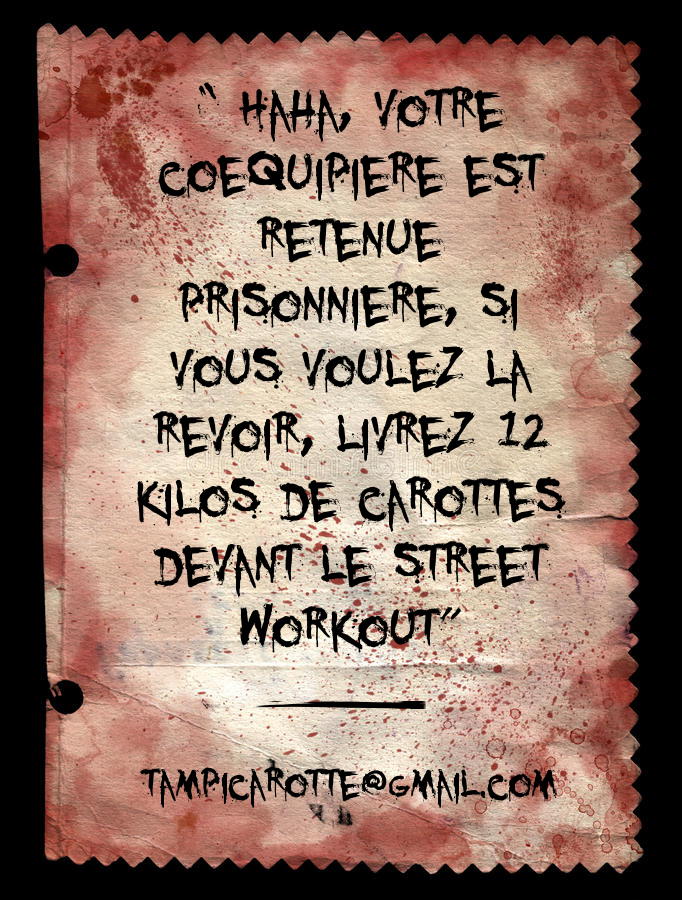 " HAHA, VOTRE
COEQUIPIERE EST
RETENUE
PRISONNIERE, SI
VOUS VOULEZ LA
REVOIR, LIVREZ 12
KILOS DE CAROTTES
DEVANT LE STREET
WORKOUT"
TAMPICAROTTE@GMAIL.COM